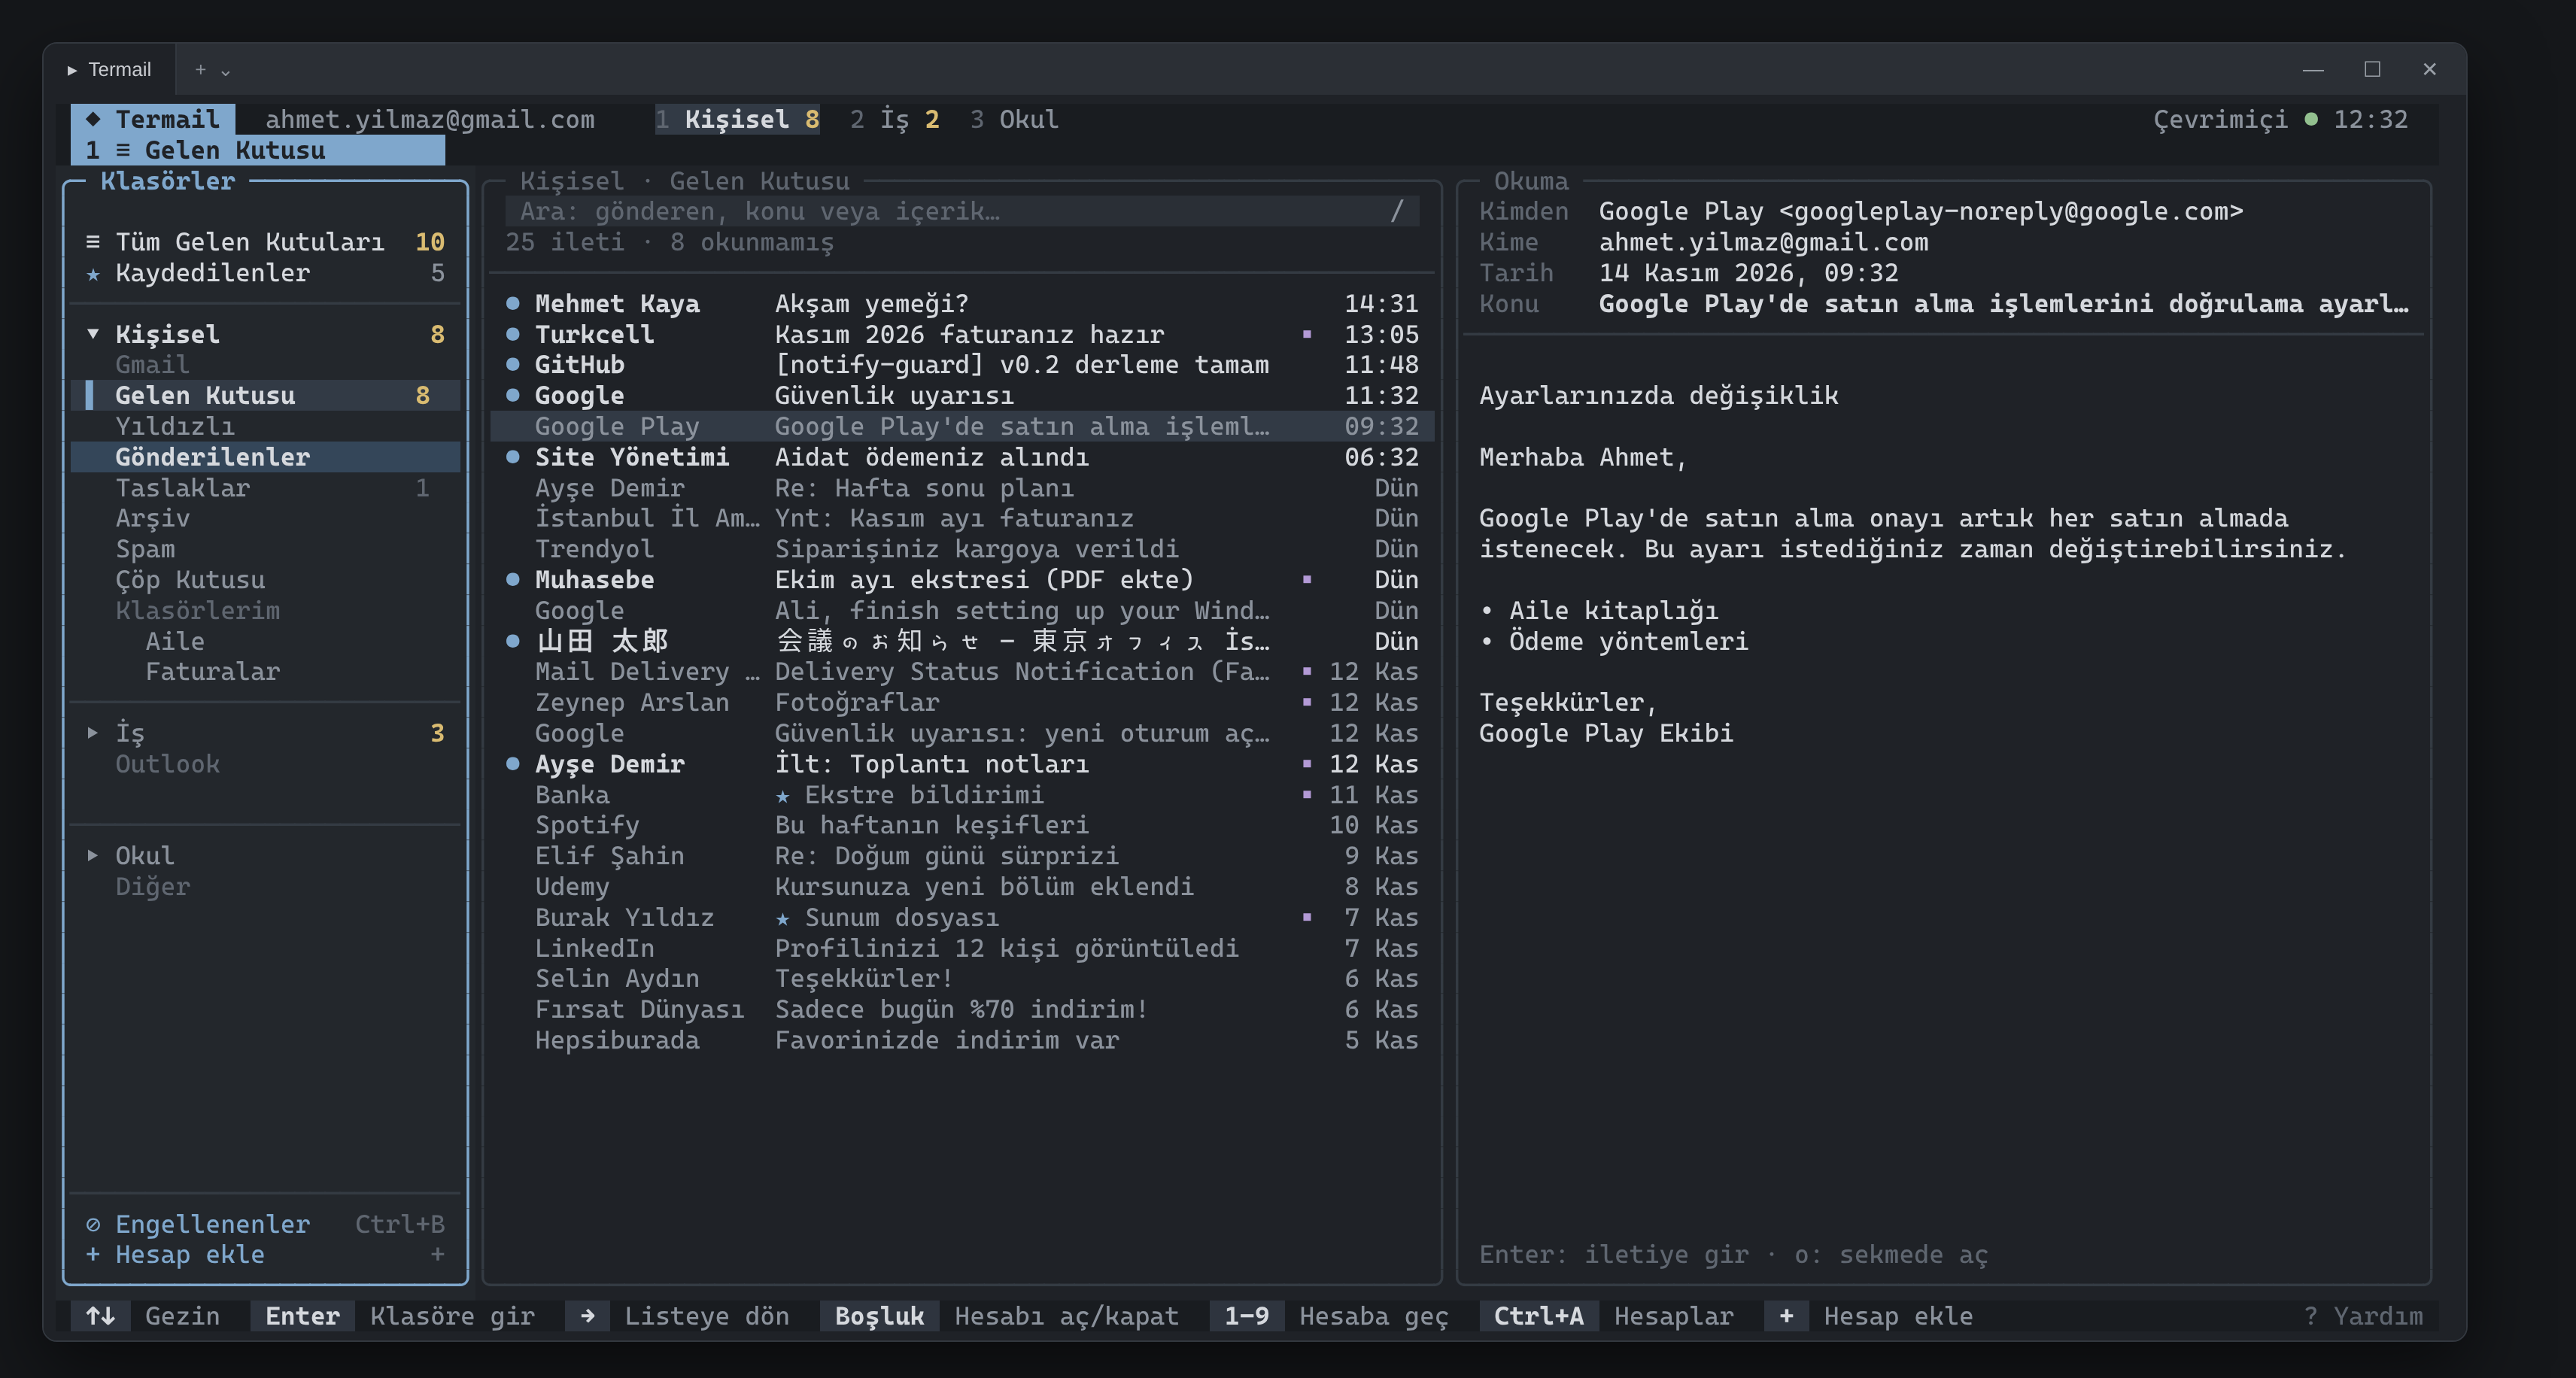 ▸ Termail + ⌄ — □ ✕
◆ Termail ahmet.yilmaz@gmail.com 1 Kişisel 8 2 İş 2 3 Okul Çevrimiçi ● 12:32
1 ≡ Gelen Kutusu
Klasörler
≡ Tüm Gelen Kutuları 10
★ Kaydedilenler 5
▼ Kişisel 8
Gmail
Gelen Kutusu 8
Yıldızlı
Gönderilenler
Taslaklar 1
Arşiv
Spam
Çöp Kutusu
Klasörlerim
Aile
Faturalar
▶ İş 3
Outlook
▶ Okul
Diğer
⊘ Engellenenler Ctrl+B
+ Hesap ekle +
Kişisel · Gelen Kutusu
Ara: gönderen, konu veya içerik… /
25 ileti · 8 okunmamış
● Mehmet Kaya Akşam yemeği? 14:31
● Turkcell Kasım 2026 faturanız hazır ▪ 13:05
● GitHub [notify-guard] v0.2 derleme tamam 11:48
● Google Güvenlik uyarısı 11:32
Google Play Google Play'de satın alma işleml… 09:32
● Site Yönetimi Aidat ödemeniz alındı 06:32
Ayşe Demir Re: Hafta sonu planı Dün
İstanbul İl Am… Ynt: Kasım ayı faturanız Dün
Trendyol Siparişiniz kargoya verildi Dün
● Muhasebe Ekim ayı ekstresi (PDF ekte) ▪ Dün
Google Ali, finish setting up your Wind… Dün
● 山田 太郎 会議のお知らせ - 東京オフィス İs… Dün
Mail Delivery … Delivery Status Notification (Fa… ▪ 12 Kas
Zeynep Arslan Fotoğraflar ▪ 12 Kas
Google Güvenlik uyarısı: yeni oturum aç… 12 Kas
● Ayşe Demir İlt: Toplantı notları ▪ 12 Kas
Banka ★ Ekstre bildirimi ▪ 11 Kas
Spotify Bu haftanın keşifleri 10 Kas
Elif Şahin Re: Doğum günü sürprizi 9 Kas
Udemy Kursunuza yeni bölüm eklendi 8 Kas
Burak Yıldız ★ Sunum dosyası ▪ 7 Kas
LinkedIn Profilinizi 12 kişi görüntüledi 7 Kas
Selin Aydın Teşekkürler! 6 Kas
Fırsat Dünyası Sadece bugün %70 indirim! 6 Kas
Hepsiburada Favorinizde indirim var 5 Kas
Okuma
Kimden Google Play <googleplay-noreply@google.com>
Kime ahmet.yilmaz@gmail.com
Tarih 14 Kasım 2026, 09:32
Konu Google Play'de satın alma işlemlerini doğrulama ayarl…
Ayarlarınızda değişiklik
Merhaba Ahmet,
Google Play'de satın alma onayı artık her satın almada
istenecek. Bu ayarı istediğiniz zaman değiştirebilirsiniz.
• Aile kitaplığı
• Ödeme yöntemleri
Teşekkürler,
Google Play Ekibi
Enter: iletiye gir · o: sekmede aç
↑↓ Gezin Enter Klasöre gir → Listeye dön Boşluk Hesabı aç/kapat 1-9 Hesaba geç Ctrl+A Hesaplar + Hesap ekle ? Yardım